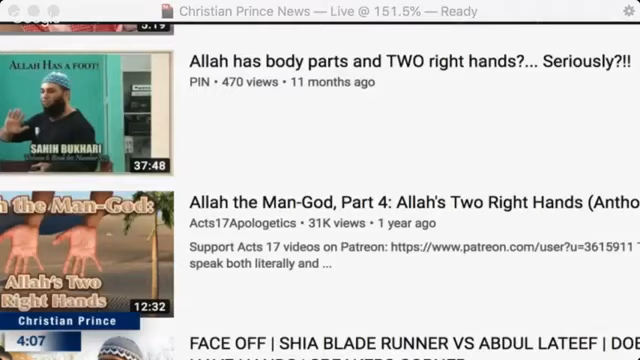 Christian Prince News — Live @ 151.5% — Ready
ALLAH HAS A FOOT!
SAHIH BUKHARI
37:48
Allah has body parts and TWO right hands?... Seriously?!!
PIN • 470 views • 11 months ago
h the Man-God:
Allah's Two
Right Hands
12:32
Allah the Man-God, Part 4: Allah's Two Right Hands (Antho
Acts17Apologetics • 31K views • 1 year ago
Support Acts 17 videos on Patreon: https://www.patreon.com/user?u=3615911 T
speak both literally and ...
Christian Prince
4:07
FACE OFF | SHIA BLADE RUNNER VS ABDUL LATEEF | DO